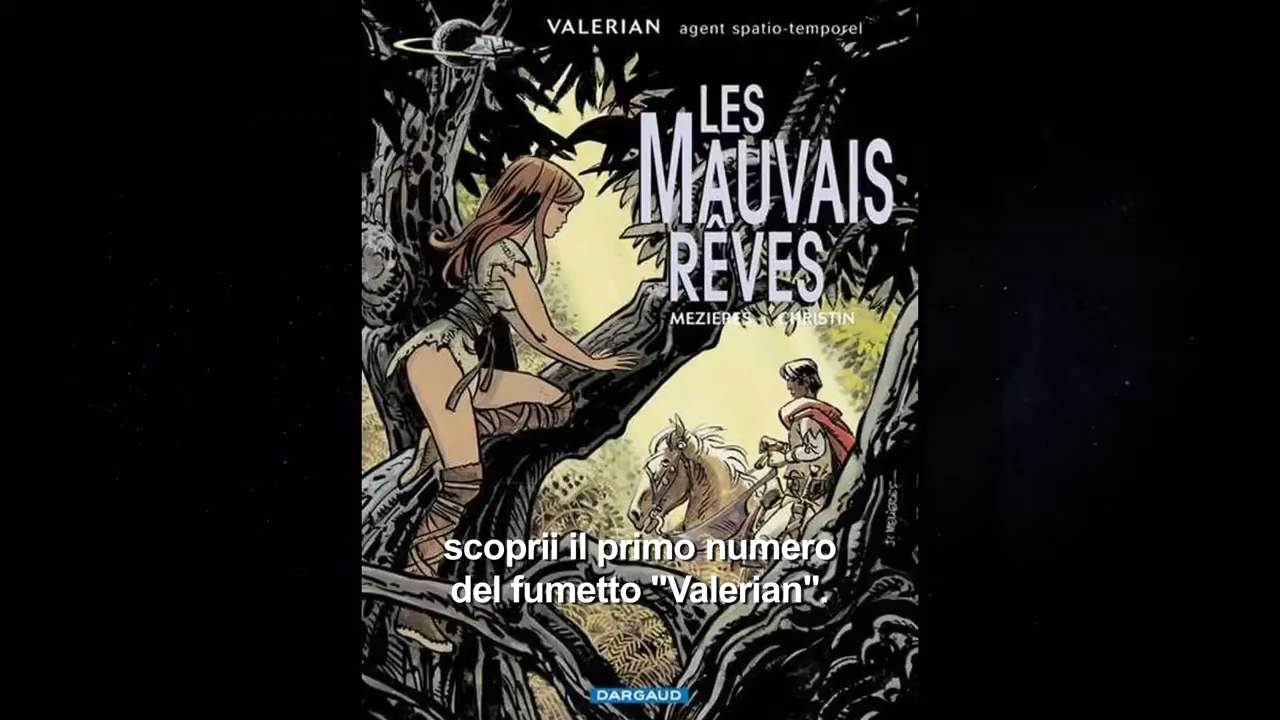 VALERIAN agent spatio-temporel
LES
MAUVAIS
RÊVES
MEZIERES CHRISTIN
scoprii il primo numero
del fumetto "Valerian".
DARGAUD